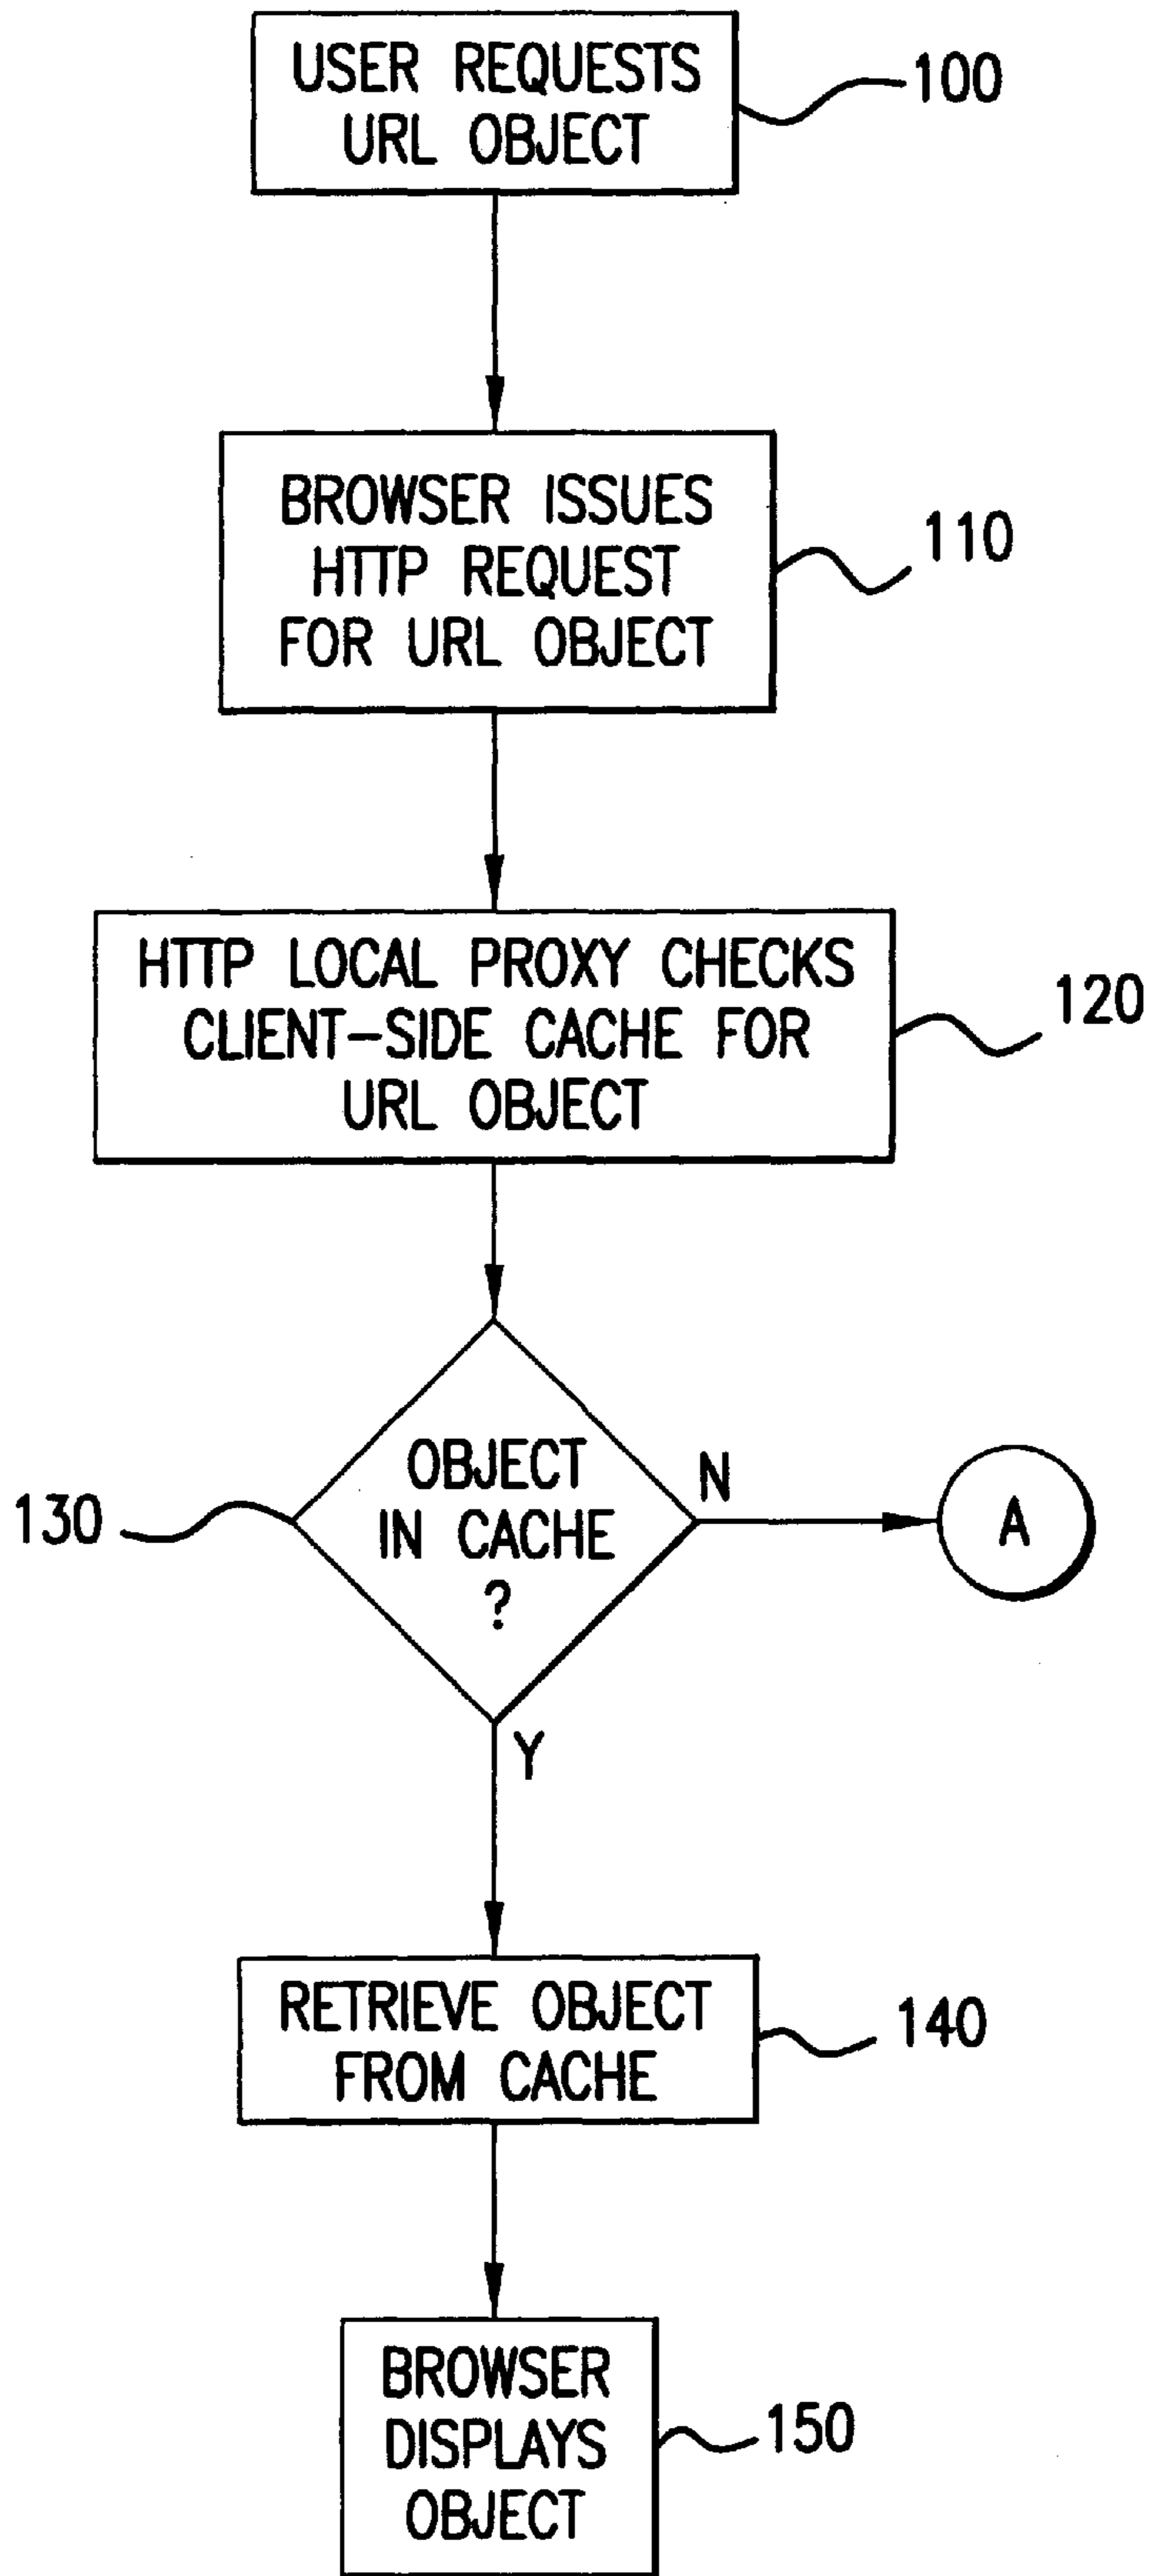 USER REQUESTS
URL OBJECT
100
BROWSER ISSUES
HTTP REQUEST
FOR URL OBJECT
110
HTTP LOCAL PROXY CHECKS
CLIENT-SIDE CACHE FOR
URL OBJECT
120
OBJECT
IN CACHE
?
130
N
A
Y
RETRIEVE OBJECT
FROM CACHE
140
BROWSER
DISPLAYS
OBJECT
150